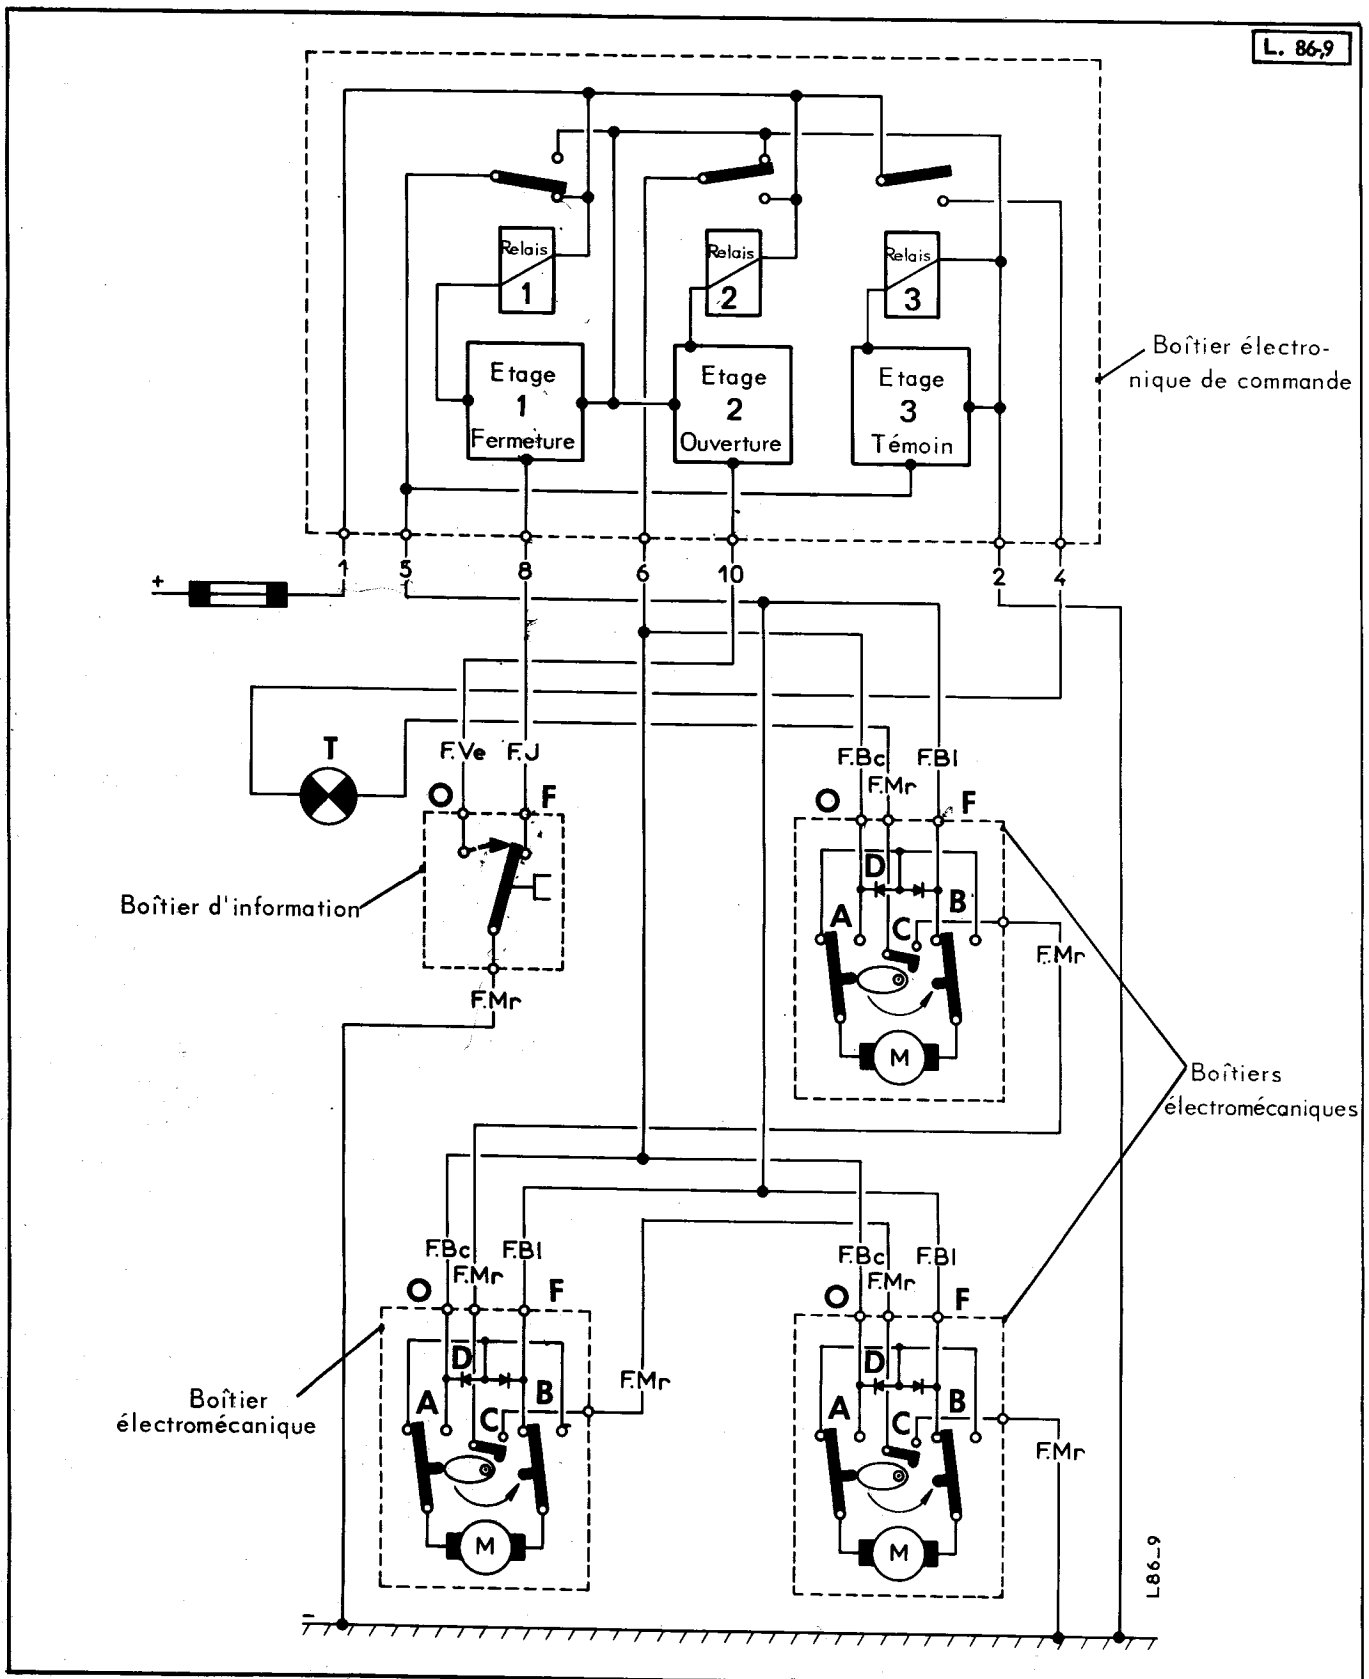 L. 86-9
Relais
1
Relais
2
Relais
3
Etage
1
Fermeture
Etage
2
Ouverture
Etage
3
Témoin
Boîtier électro-
nique de commande
+
1
5
8
6
10
2
4
T
F.Ve
F.J
O
F
F.Bc
F.Mr
F.Bl
O
F
Boîtier d'information
D
A
B
C
F.Mr
F.Mr
M
Boîtiers
électromécaniques
F.Bc
F.Mr
F.Bl
O
F
F.Bc
F.Mr
F.Bl
O
F
D
A
B
C
F.Mr
D
A
B
C
F.Mr
Boîtier
électromécanique
M
M
L86_9
–